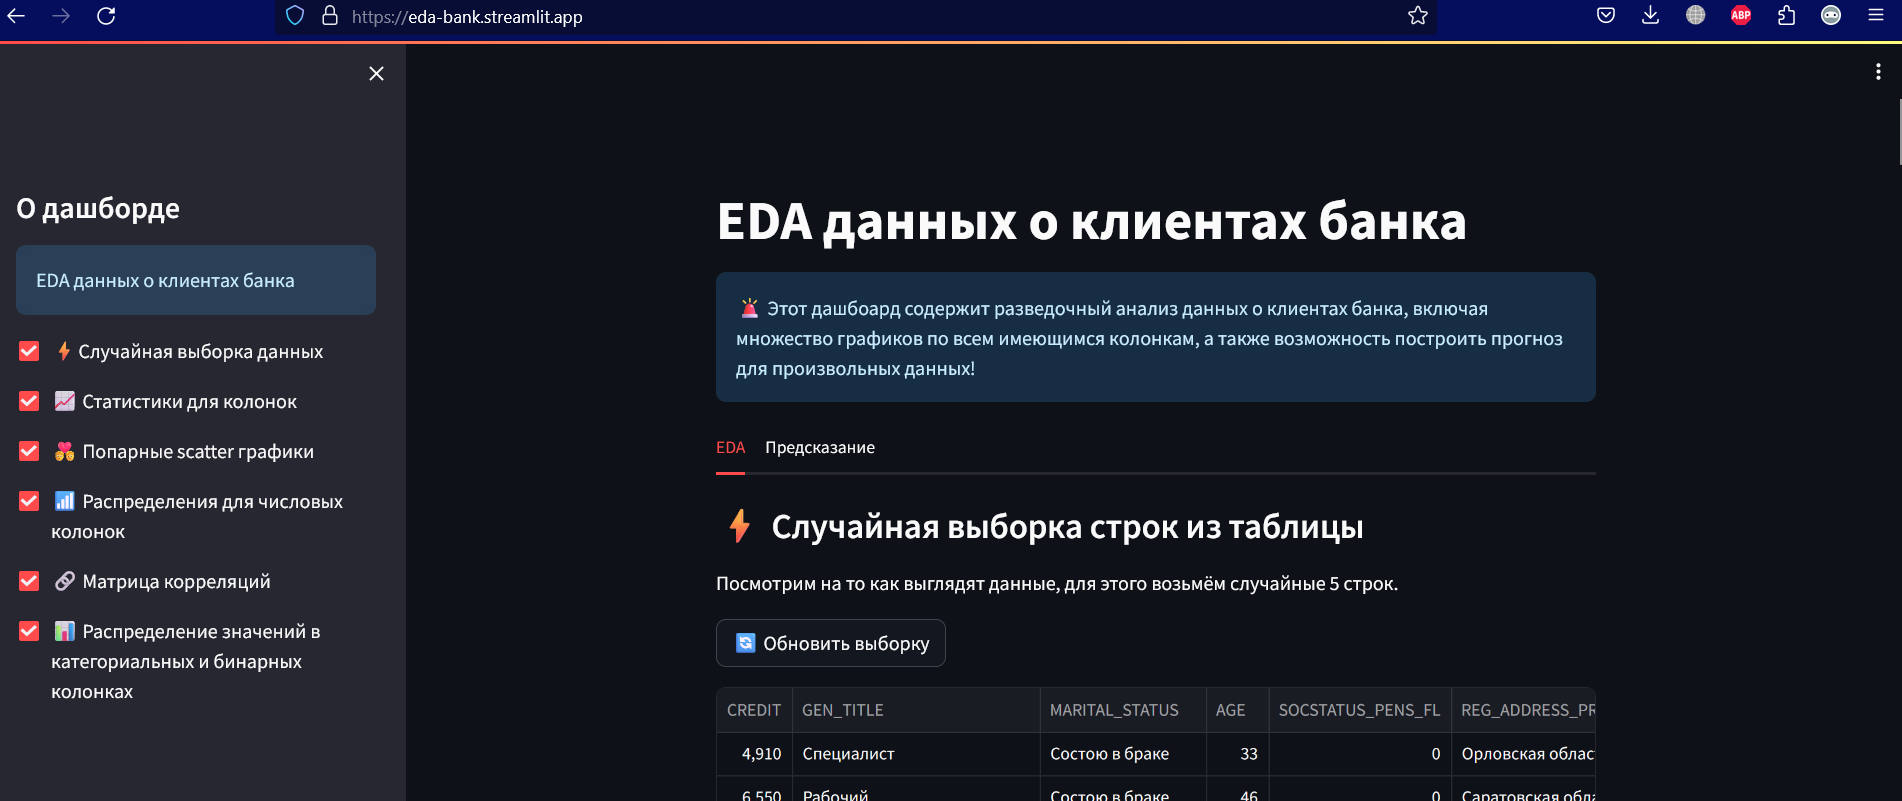 https://eda-bank.streamlit.app
ABP
О дашборде
EDA данных о клиентах банка
Случайная выборка данных
Статистики для колонок
Попарные scatter графики
Распределения для числовых
колонок
Матрица корреляций
Распределение значений в
категориальных и бинарных
колонках
EDA данных о клиентах банка
Этот дашбоард содержит разведочный анализ данных о клиентах банка, включая
множество графиков по всем имеющимся колонкам, а также возможность построить прогноз
для произвольных данных!
EDA Предсказание
Случайная выборка строк из таблицы
Посмотрим на то как выглядят данные, для этого возьмём случайные 5 строк.
Обновить выборку
CREDIT GEN_TITLE MARITAL_STATUS AGE SOCSTATUS_PENS_FL REG_ADDRESS_PR
4,910 Специалист Состою в браке 33 0 Орловская облас
6,550 Рабочий Состою в браке 46 0 Саратовская обла